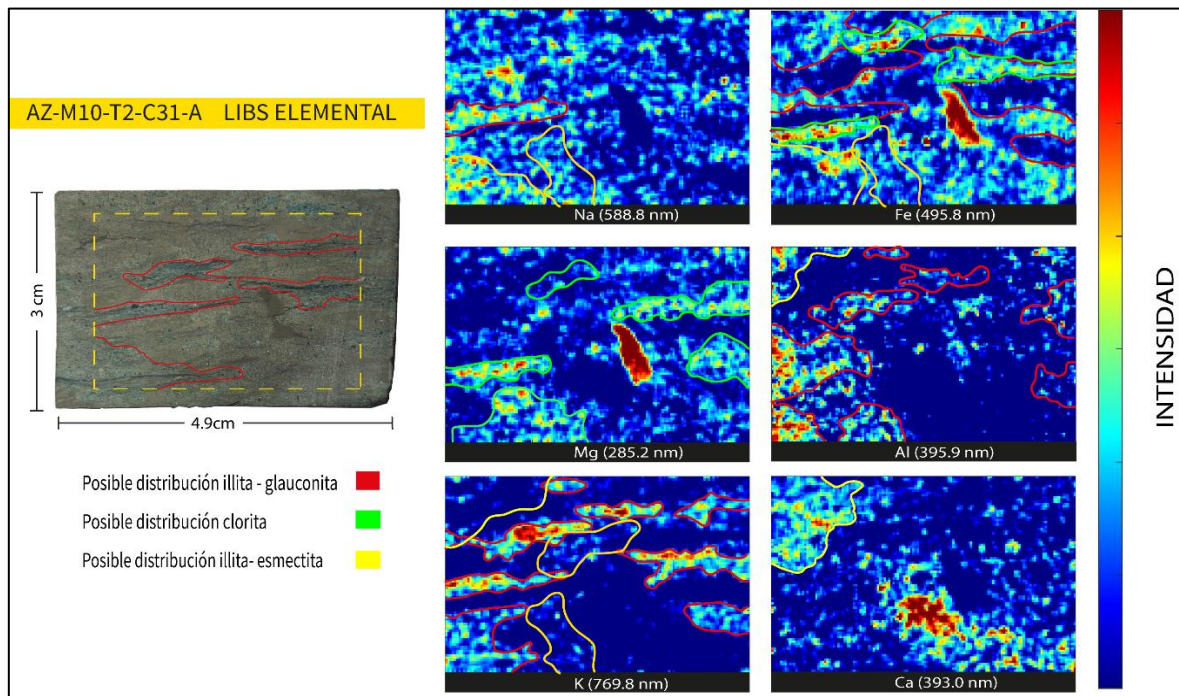 AZ-M10-T2-C31-A    LIBS ELEMENTAL
3 cm
4.9cm
Posible distribución illita - glauconita
Posible distribución clorita
Posible distribución illita- esmectita
Na (588.8 nm)
Fe (495.8 nm)
Mg (285.2 nm)
Al (395.9 nm)
K (769.8 nm)
Ca (393.0 nm)
INTENSIDAD